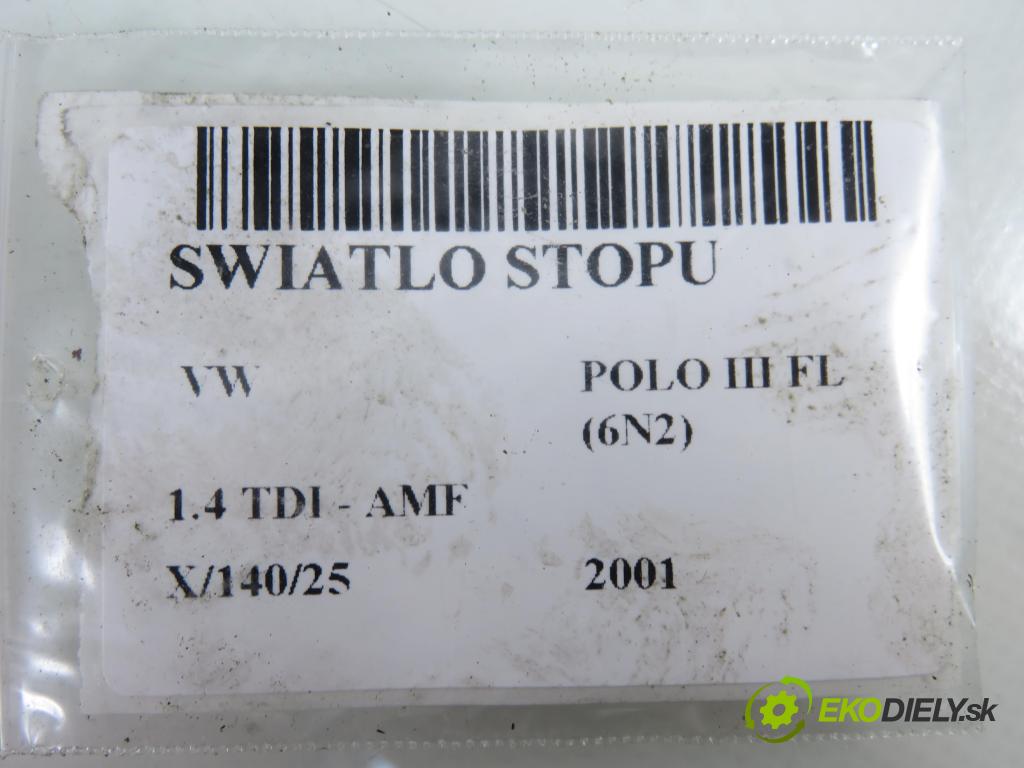 SWIATLO STOPU
VW
POLO III FL
(6N2)
1.4 TDI - AMF
X/140/25
2001
EKODIELY.sk